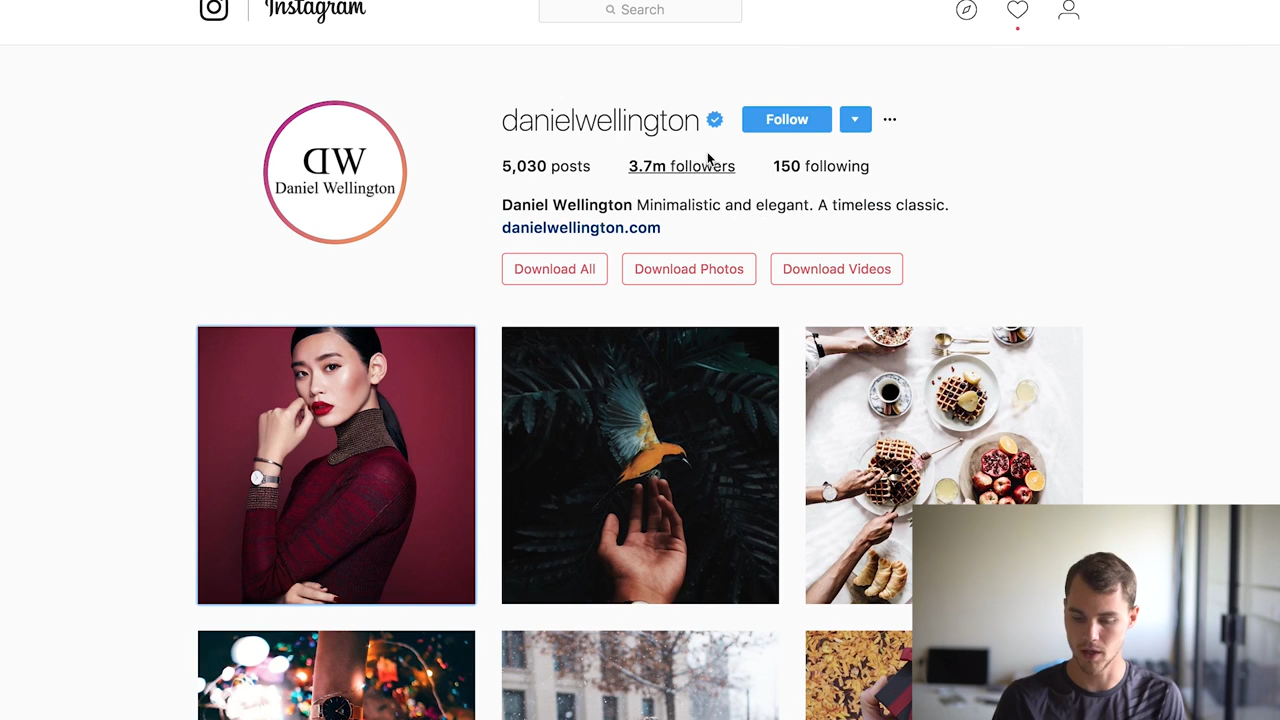 Instagram
Search
danielwellington
Follow
5,030 posts
3.7m followers
150 following
DW
Daniel Wellington
Daniel Wellington Minimalistic and elegant. A timeless classic.
danielwellington.com
Download All
Download Photos
Download Videos